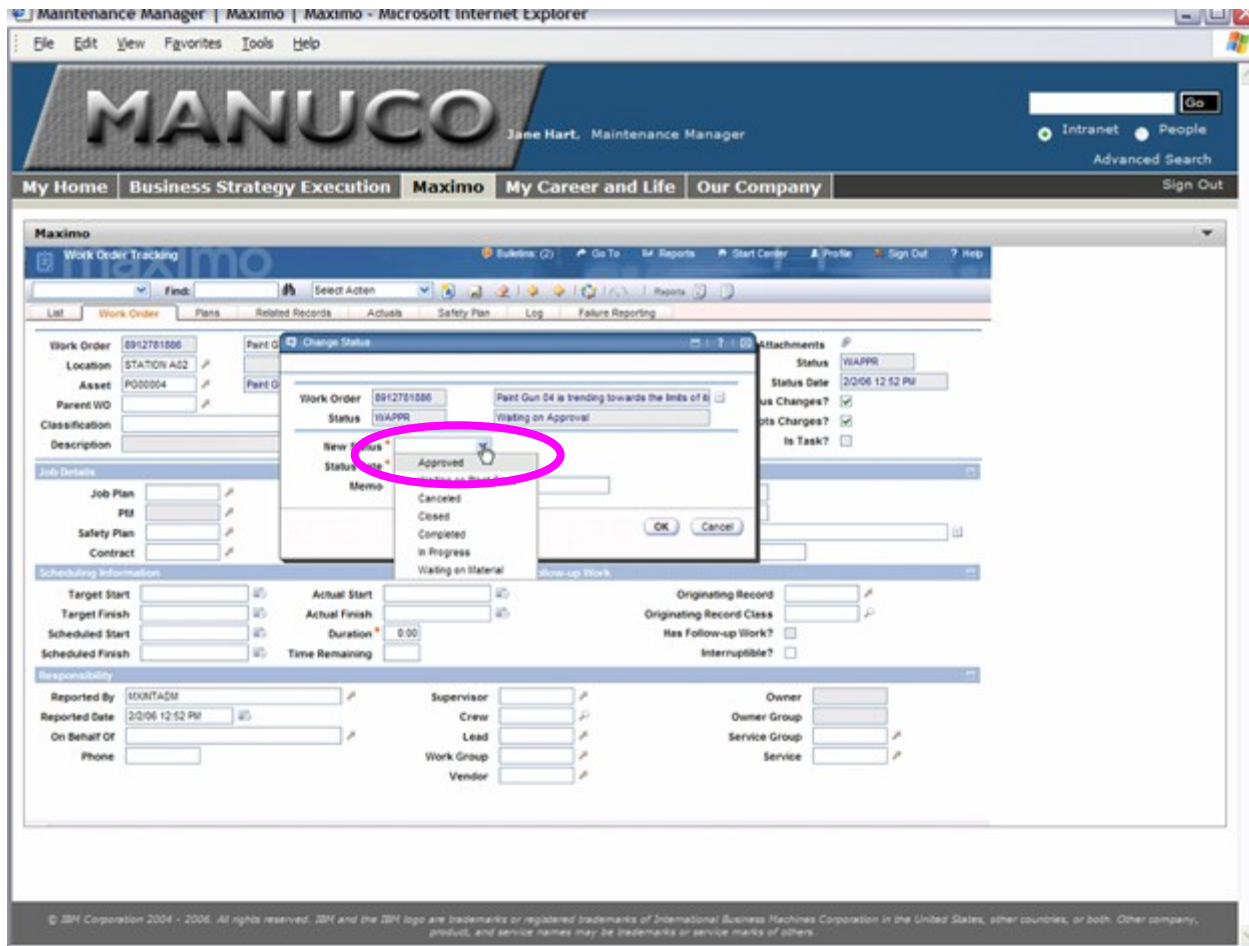 Maintenance Manager | Maximo | Maximo - Microsoft Internet Explorer
File Edit View Favorites Tools Help
MANUCO
Jane Hart, Maintenance Manager
Go
Intranet People
Advanced Search
My Home Business Strategy Execution Maximo My Career and Life Our Company Sign Out
Maximo
maximo
Work Order Tracking Bulletins: (2) Go To Reports Start Center Profile Sign Out ? Help
Find: Select Action Reports
List Work Order Plans Related Records Actuals Safety Plan Log Failure Reporting
Work Order 8912781886 Paint G
Location STATION A02
Asset PG00004 Paint G
Parent WO
Classification
Description
Attachments
Status WAPPR
Status Date 2/2/06 12:52 PM
us Changes?
pts Changes?
Is Task?
Change Status
Work Order 8912781886 Paint Gun 04 is trending towards the limits of it
Status WAPPR Waiting on Approval
New Status *
Status Date *
Memo
Approved
Canceled
Closed
Completed
In Progress
Waiting on Material
OK Cancel
Job Details
Job Plan
PM
Safety Plan
Contract
Scheduling Information
Follow-up Work
Target Start Actual Start Originating Record
Target Finish Actual Finish Originating Record Class
Scheduled Start Duration * 0:00 Has Follow-up Work?
Scheduled Finish Time Remaining Interruptible?
Responsibility
Reported By MXINTADM Supervisor Owner
Reported Date 2/2/06 12:52 PM Crew Owner Group
On Behalf Of Lead Service Group
Phone Work Group Service
Vendor
© IBM Corporation 2004 - 2006. All rights reserved. IBM and the IBM logo are trademarks or registered trademarks of International Business Machines Corporation in the United States, other countries, or both. Other company,
product, and service names may be trademarks or service marks of others.